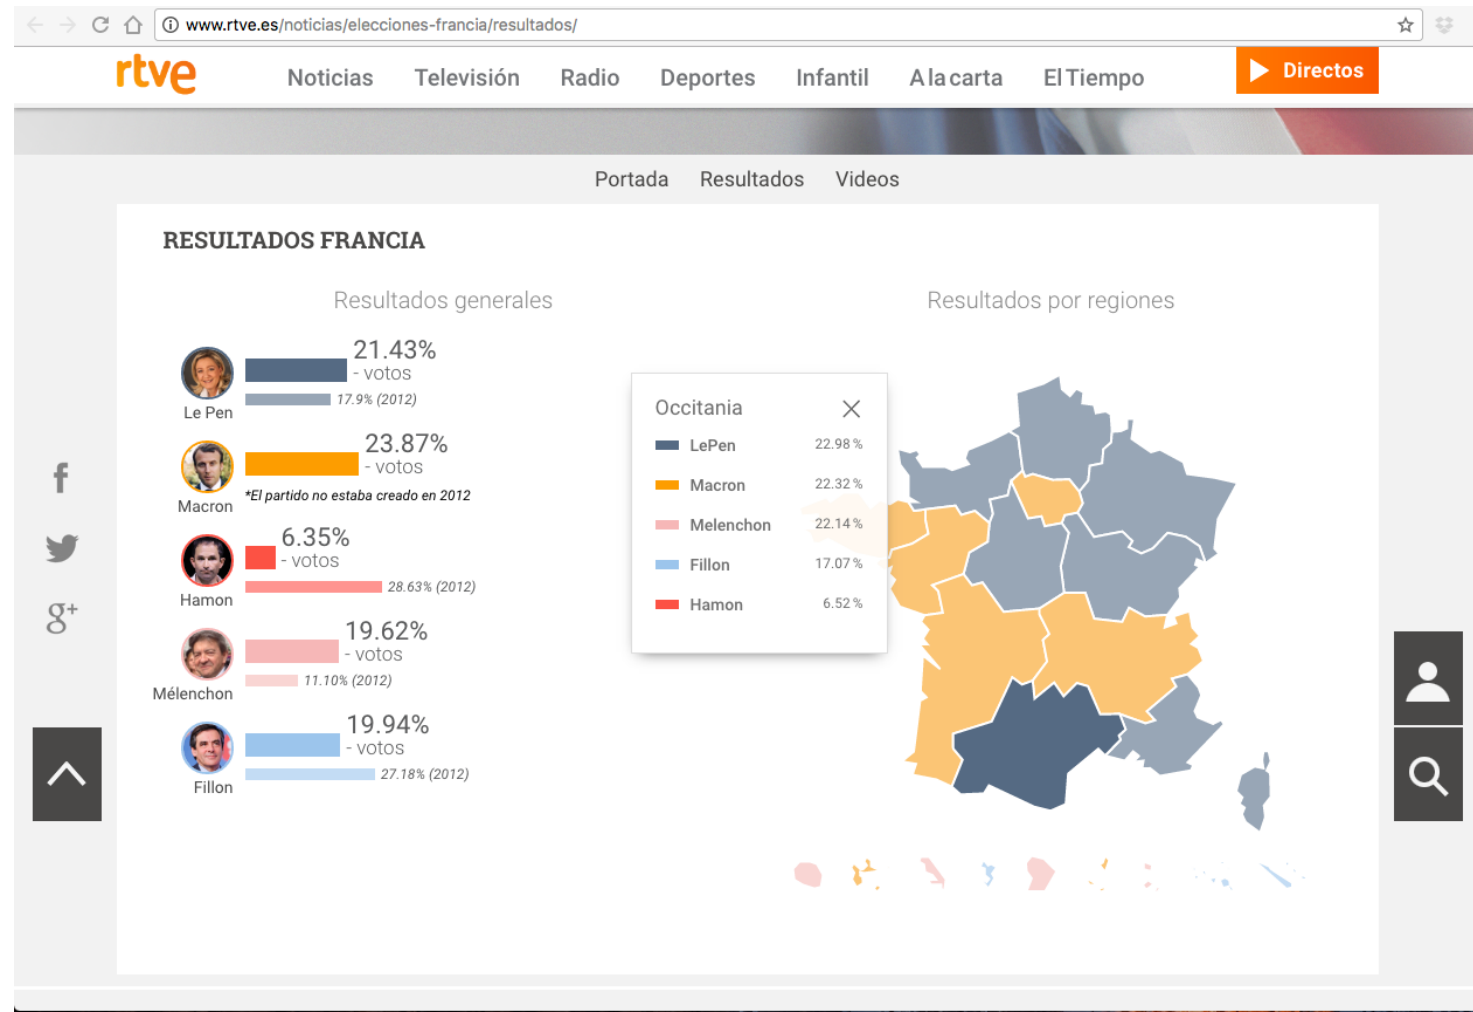 www.rtve.es/noticias/elecciones-francia/resultados/
rtve Noticias Televisión Radio Deportes Infantil A la carta El Tiempo Directos
Portada Resultados Videos
RESULTADOS FRANCIA
Resultados generales
21.43%
- votos
17.9% (2012)
Le Pen
23.87%
- votos
*El partido no estaba creado en 2012
Macron
6.35%
- votos
28.63% (2012)
Hamon
19.62%
- votos
11.10% (2012)
Mélenchon
19.94%
- votos
27.18% (2012)
Fillon
Resultados por regiones
Occitania
LePen 22.98 %
Macron 22.32 %
Melenchon 22.14 %
Fillon 17.07 %
Hamon 6.52 %
f
g+